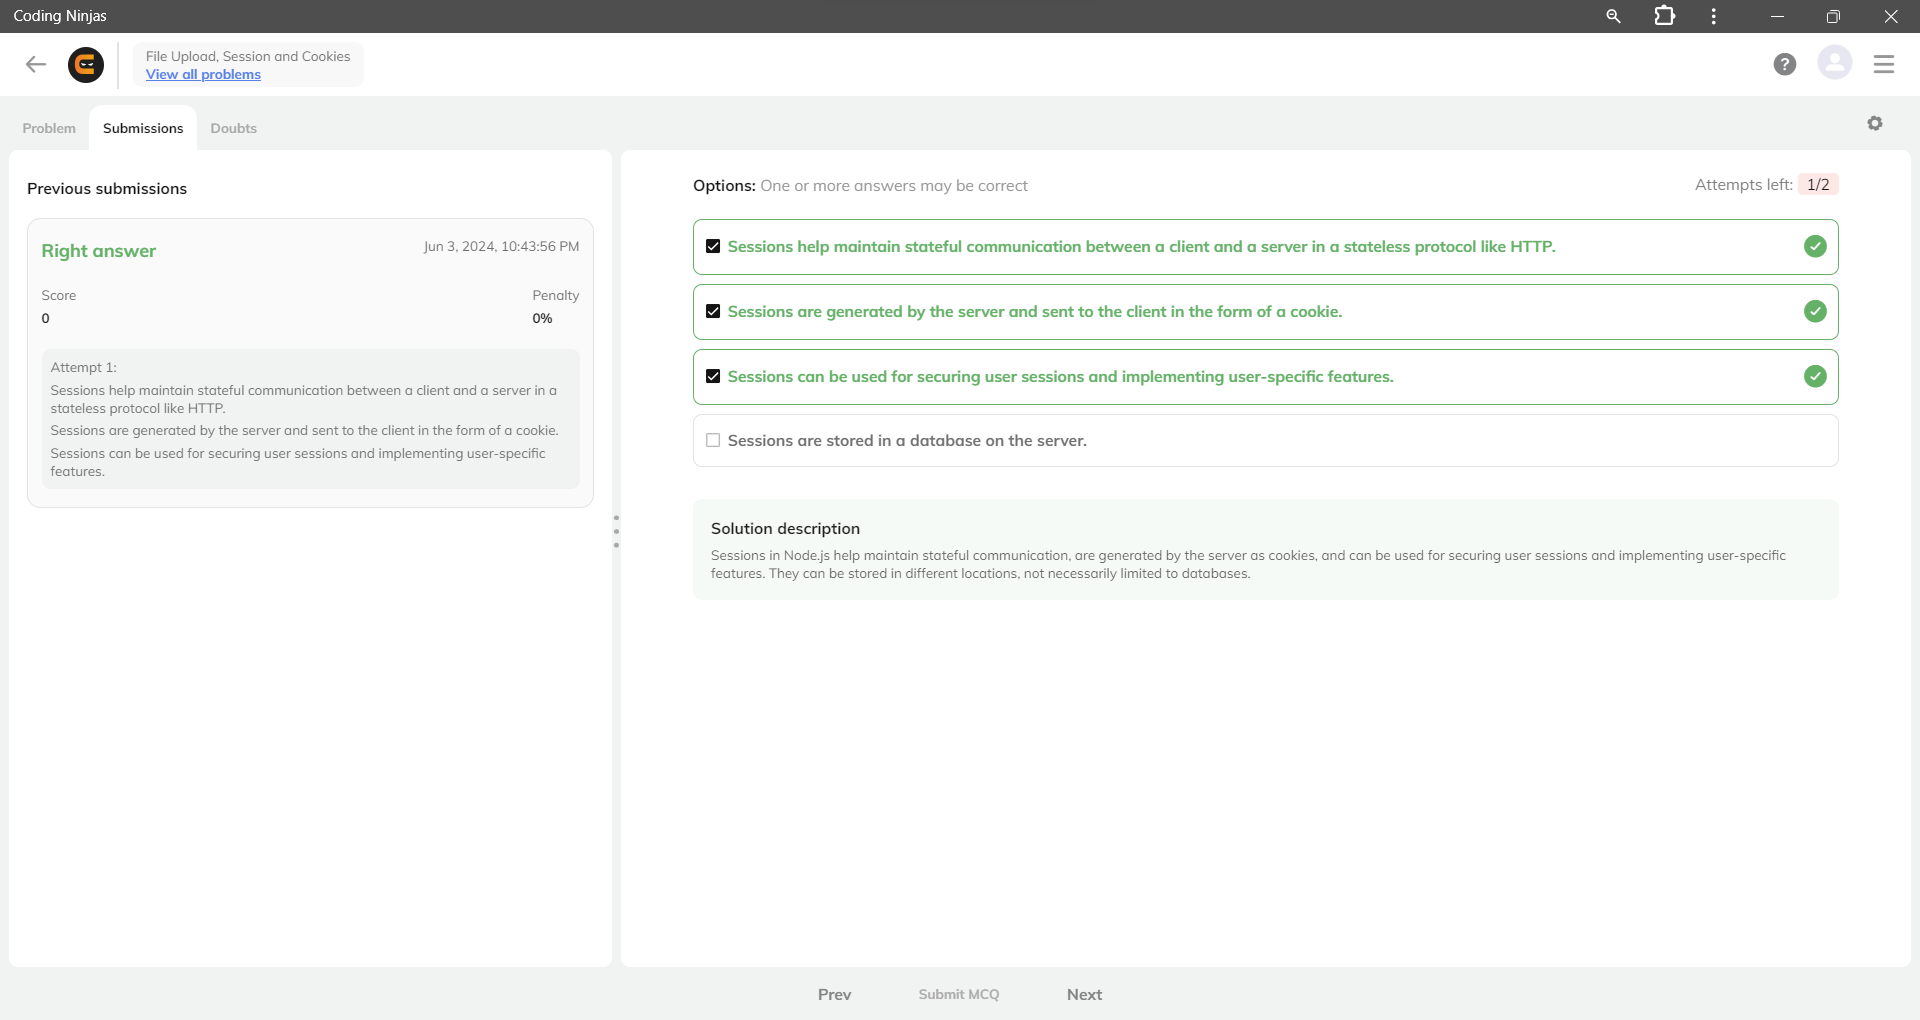 Coding Ninjas
File Upload, Session and Cookies
View all problems
Problem
Submissions
Doubts
Previous submissions
Right answer
Jun 3, 2024, 10:43:56 PM
Score
Penalty
0
0%
Attempt 1:
Sessions help maintain stateful communication between a client and a server in a
stateless protocol like HTTP.
Sessions are generated by the server and sent to the client in the form of a cookie.
Sessions can be used for securing user sessions and implementing user-specific
features.
Options: One or more answers may be correct
Attempts left: 1/2
Sessions help maintain stateful communication between a client and a server in a stateless protocol like HTTP.
Sessions are generated by the server and sent to the client in the form of a cookie.
Sessions can be used for securing user sessions and implementing user-specific features.
Sessions are stored in a database on the server.
Solution description
Sessions in Node.js help maintain stateful communication, are generated by the server as cookies, and can be used for securing user sessions and implementing user-specific
features. They can be stored in different locations, not necessarily limited to databases.
Prev
Submit MCQ
Next